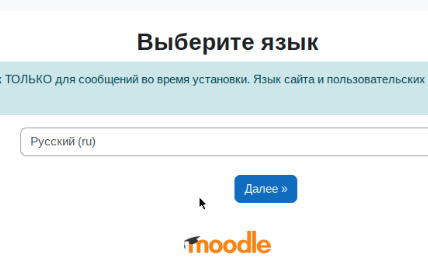 Выберите язык
ТОЛЬКО для сообщений во время установки. Язык сайта и пользовательских
Русский (ru)
Далее »
moodle